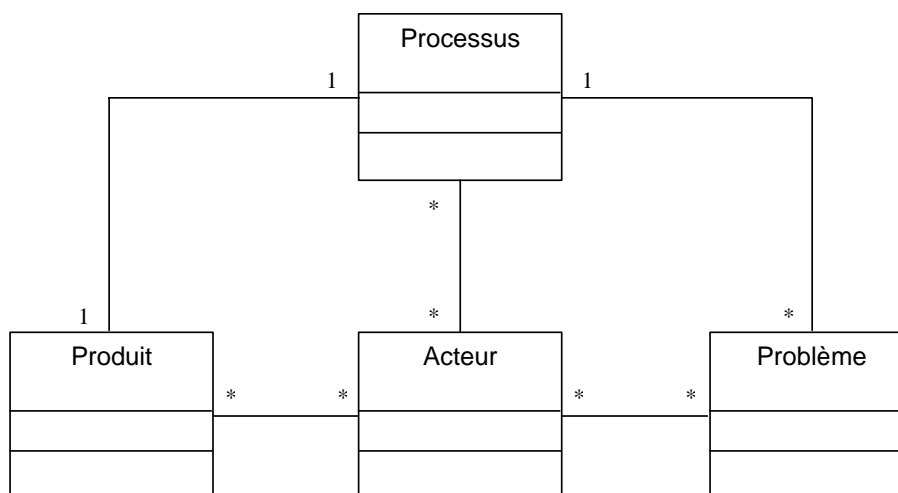 Processus
1 1
*
1 * *
Produit Acteur Problème
* * * *